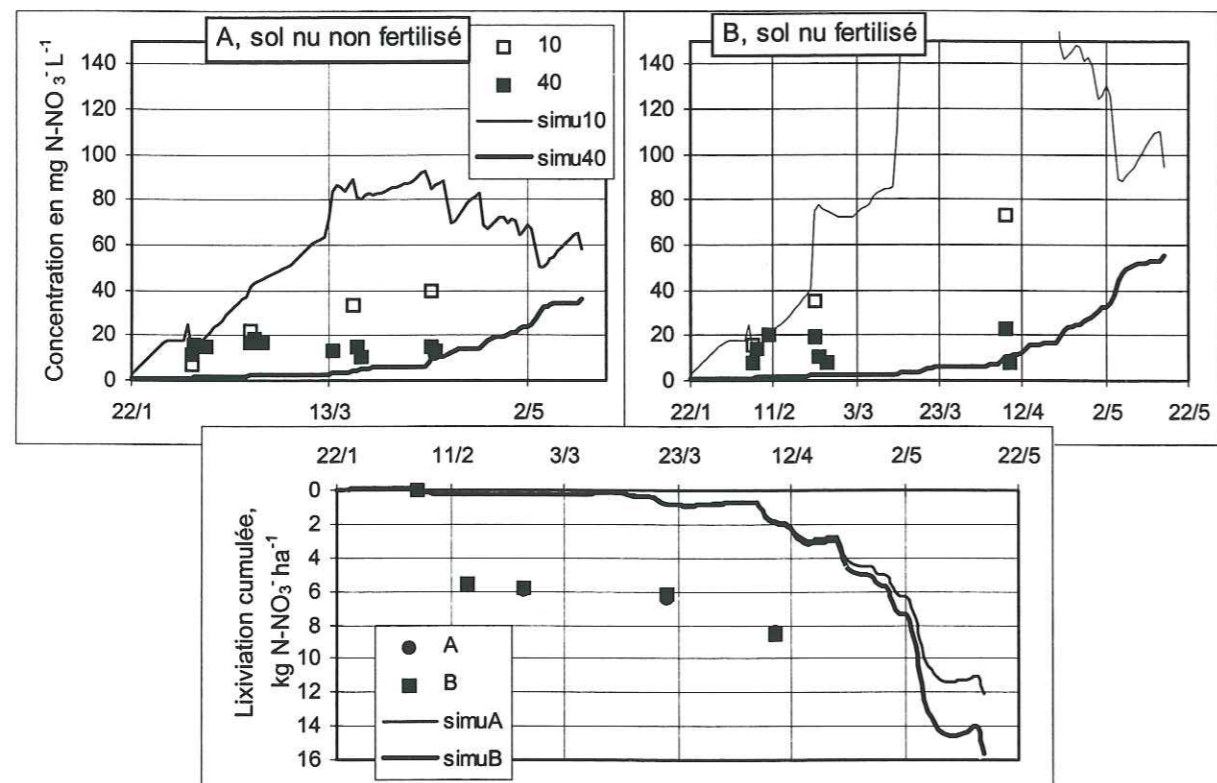 A, sol nu non fertilisé
10
40
simu10
simu40
Concentration en mg N-NO₃⁻ L⁻¹
140
120
100
80
60
40
20
0
22/1 13/3 2/5
B, sol nu fertilisé
140
120
100
80
60
40
20
0
22/1 11/2 3/3 23/3 12/4 2/5 22/5
22/1 11/2 3/3 23/3 12/4 2/5 22/5
Lixiviation cumulée,
kg N-NO₃⁻ ha⁻¹
0
2
4
6
8
10
12
14
16
A
B
simuA
simuB